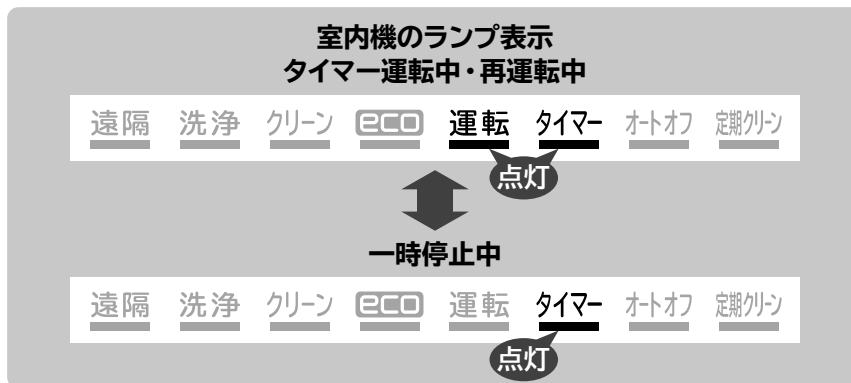 室内機のランプ表示
タイマー運転中・再運転中
遠隔 洗浄 クリーン eco 運転 タイマー オートオフ 定期クリーン
点灯
一時停止中
遠隔 洗浄 クリーン eco 運転 タイマー オートオフ 定期クリーン
点灯